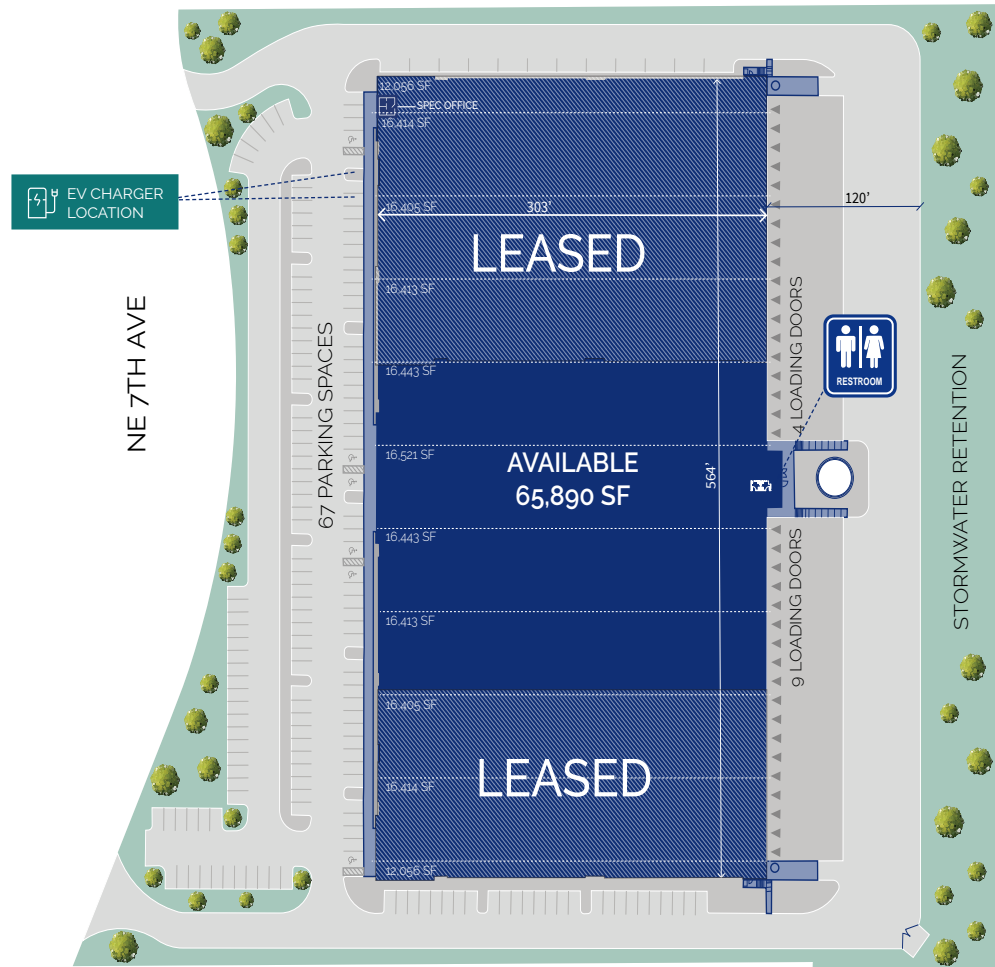 12,056 SF
SPEC OFFICE
16,414 SF
EV CHARGER
LOCATION
16,405 SF
303'
120'
LEASED
16,413 SF
NE 7TH AVE
67 PARKING SPACES
4 LOADING DOORS
RESTROOM
16,443 SF
16,521 SF
AVAILABLE
65,890 SF
564'
STORMWATER RETENTION
16,443 SF
9 LOADING DOORS
16,413 SF
16,405 SF
LEASED
16,414 SF
12,056 SF